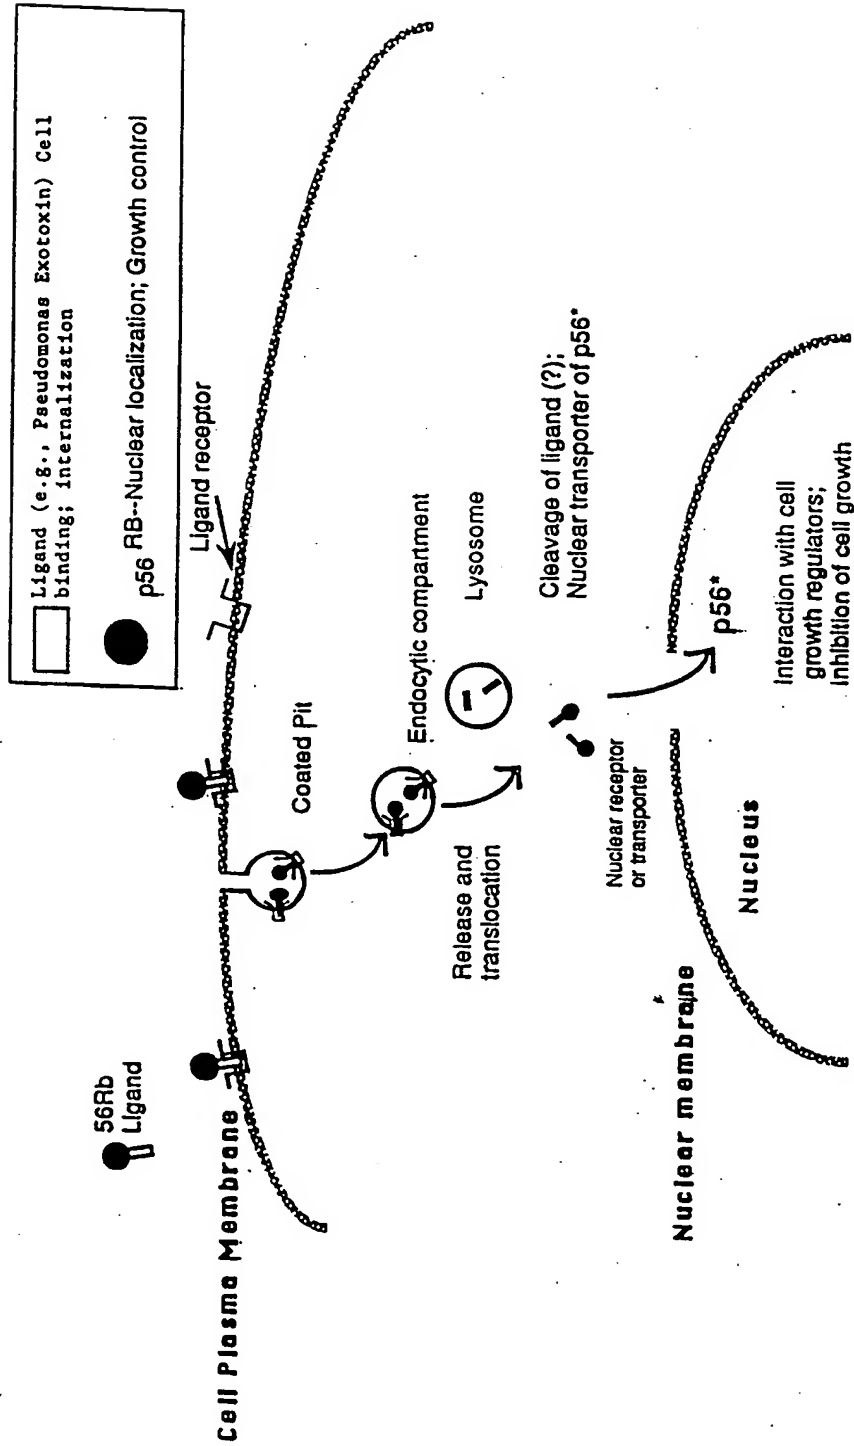 Ligand (e.g., Pseudomonas Exotoxin) Cell
binding; internalization
p56 RB--Nuclear localization; Growth control
56Rb
Ligand
Cell Plasma Membrane
Ligand receptor
Coated Pit
Endocytic compartment
Lysosome
Release and
translocation
Cleavage of ligand (?);
Nuclear transporter of p56*
Nuclear receptor
or transporter
Nuclear membrane
p56*
Nucleus
Interaction with cell
growth regulators;
Inhibition of cell growth